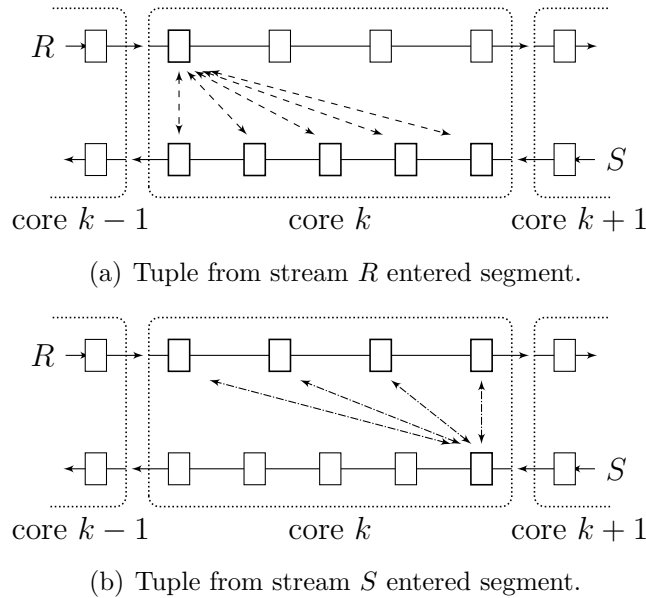 R
S
core k − 1 core k core k + 1
(a) Tuple from stream R entered segment.
R
S
core k − 1 core k core k + 1
(b) Tuple from stream S entered segment.